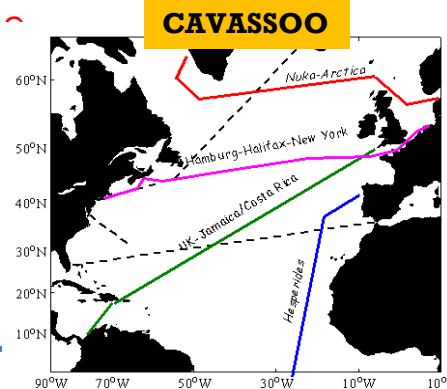 CAVASSOO
60°N
50°N
40°N
30°N
20°N
10°N
90°W
70°W
50°W
30°W
10°W
10°
Nuka-Arctica
Hamburg-Halifax-New York
UK-Jamaica/Costa Rica
Hesperides